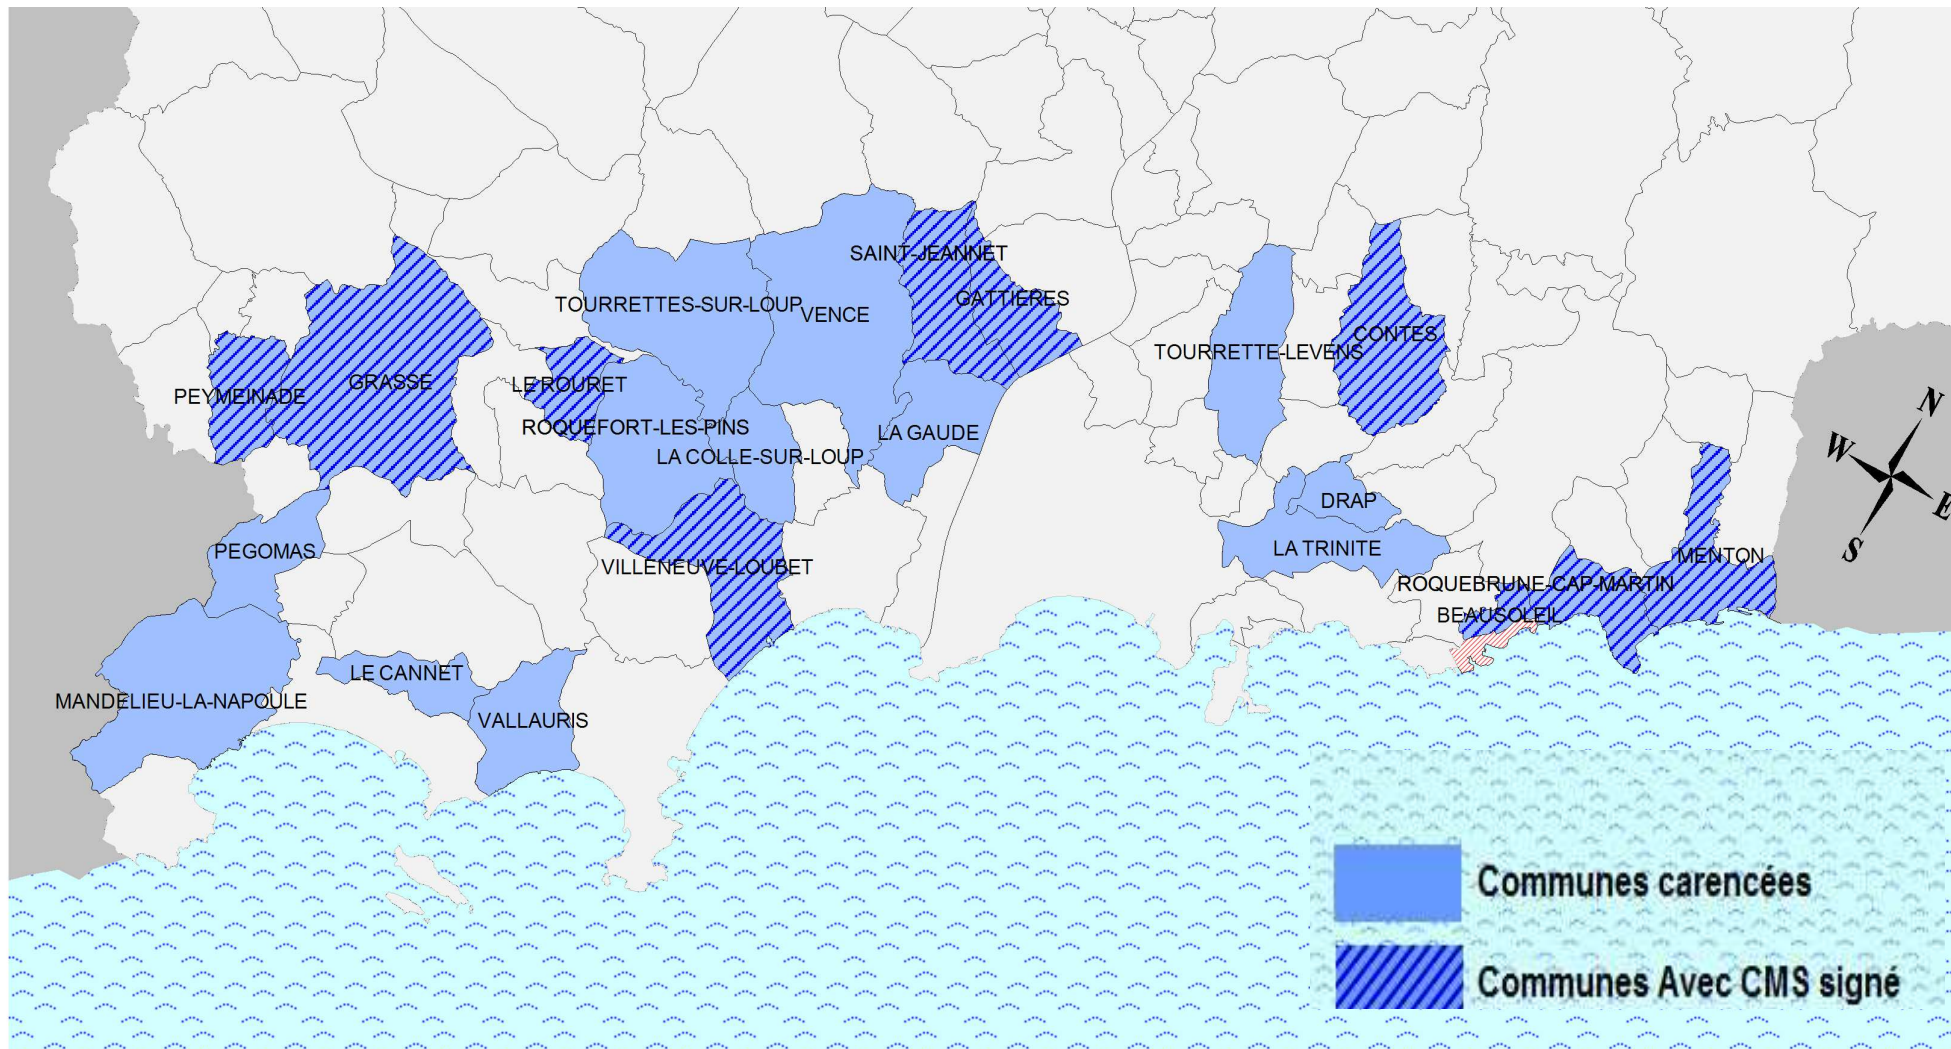 SAINT-JEANNET
GATTIERES
TOURRETTES-SUR-LOUP
VENCE
CONTES
TOURRETTE-LEVENS
GRASSE
LE ROURET
PEYMEINADE
ROQUEFORT-LES-PINS
LA GAUDE
LA COLLE-SUR-LOUP
DRAP
PEGOMAS
LA TRINITE
MENTON
VILLENEUVE-LOUBET
ROQUEBRUNE-CAP-MARTIN
BEAUSOLEIL
LE CANNET
MANDELIEU-LA-NAPOULE
VALLAURIS
N
W
E
S
Communes carencées
Communes Avec CMS signé